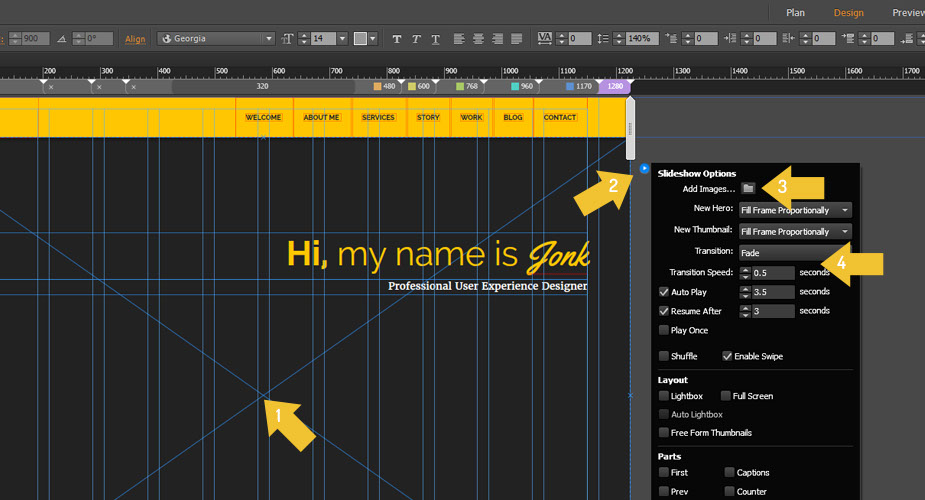 Plan Design Preview
900 0° Align Georgia 14 VA 0 140% 0 0 0 0
200 300 400 500 600 700 800 900 1000 1100 1200 1300 1400 1500 1600 1700
320 480 600 768 960 1170 1280
WELCOME ABOUT ME SERVICES STORY WORK BLOG CONTACT
Hi, my name is Jonk
Professional User Experience Designer
1
2
3
4
Slideshow Options
Add Images...
New Hero: Fill Frame Proportionally
New Thumbnail: Fill Frame Proportionally
Transition: Fade
Transition Speed: 0.5 seconds
Auto Play 3.5 seconds
Resume After 3 seconds
Play Once
Shuffle Enable Swipe
Layout
Lightbox Full Screen
Auto Lightbox
Free Form Thumbnails
Parts
First Captions
Prev Counter